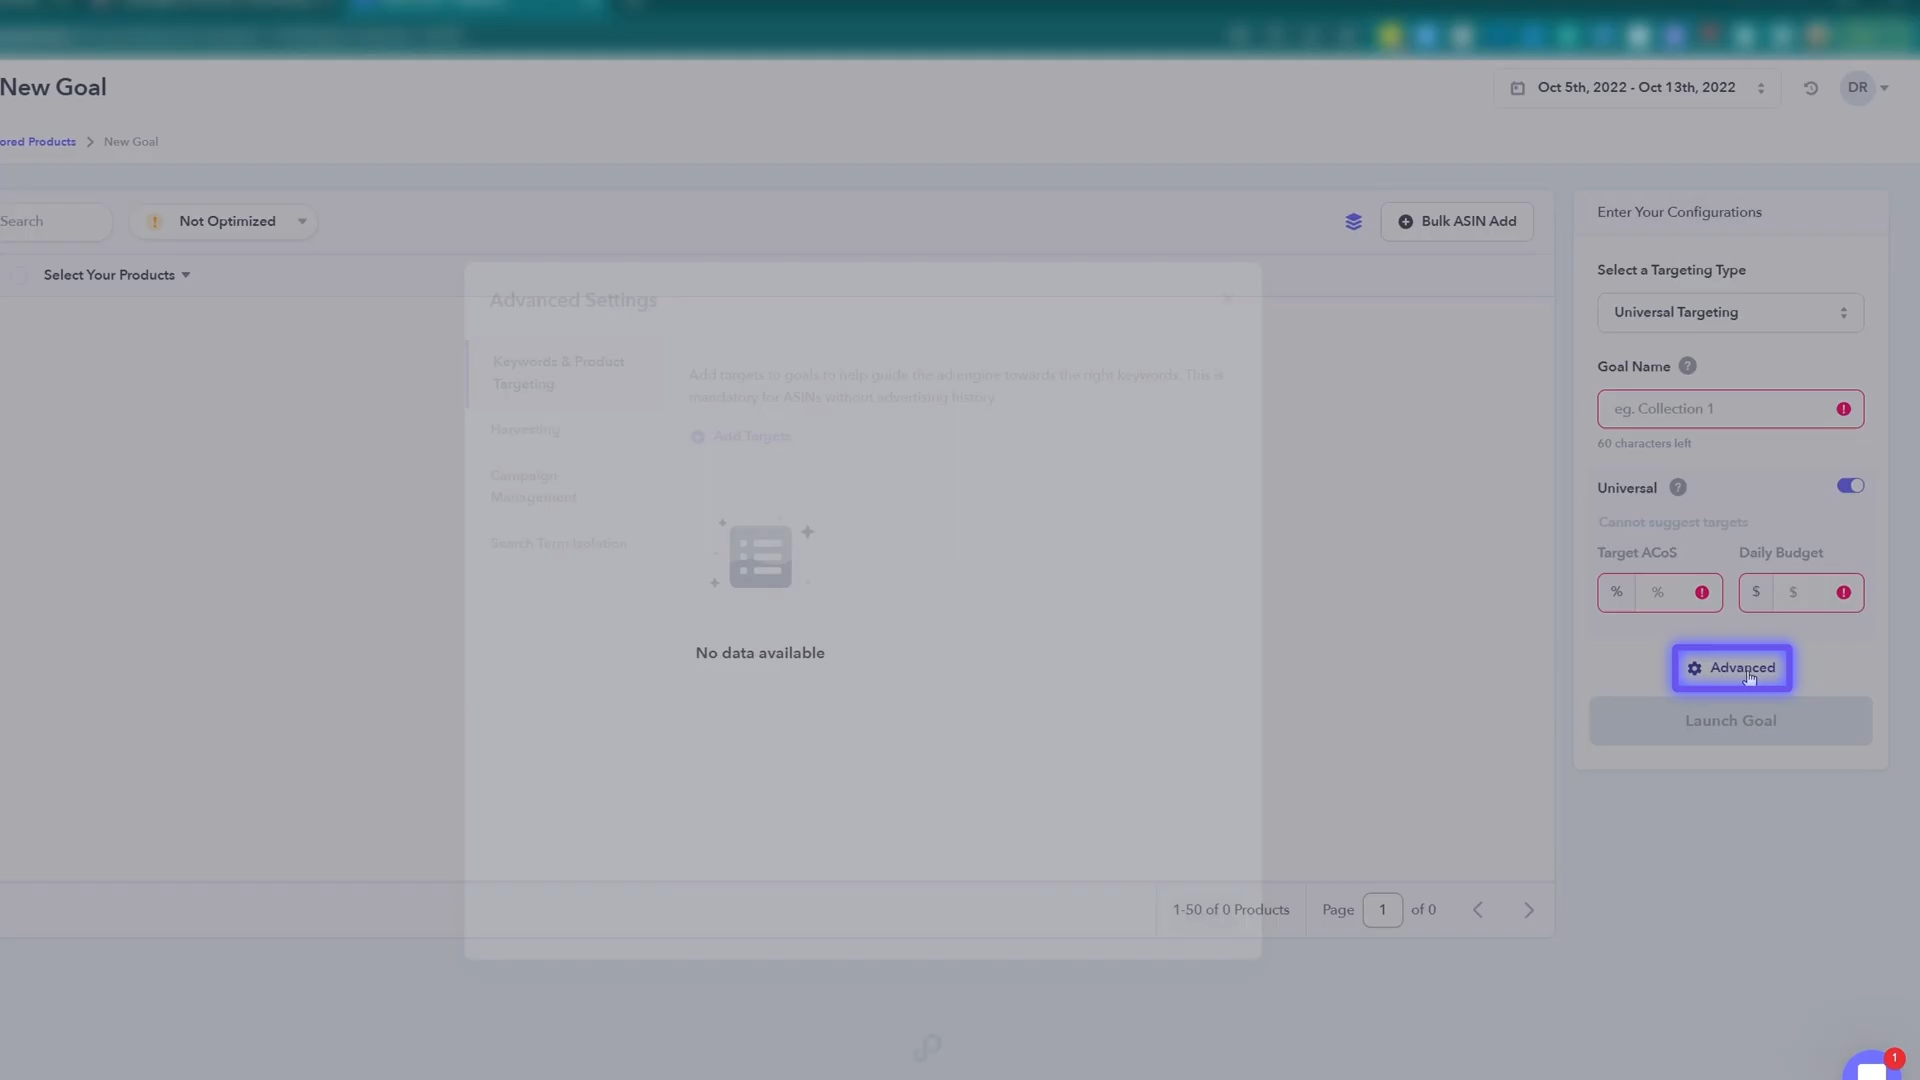 New Goal
Oct 5th, 2022 - Oct 13th, 2022
DR
ored Products > New Goal
Search
Not Optimized
Bulk ASIN Add
Enter Your Configurations
Select Your Products
Select a Targeting Type
Universal Targeting
Goal Name ?
eg. Collection 1
60 characters left
Universal ?
Cannot suggest targets
Target ACoS
Daily Budget
% %
$ $
Advanced
Launch Goal
Advanced Settings
Keywords & Product
Targeting
Harvesting
Campaign
Management
Search Term Isolation
Add targets to goals to help guide the ad engine towards the right keywords. This is
mandatory for ASINs without advertising history.
Add Targets
No data available
1-50 of 0 Products
Page 1 of 0
1